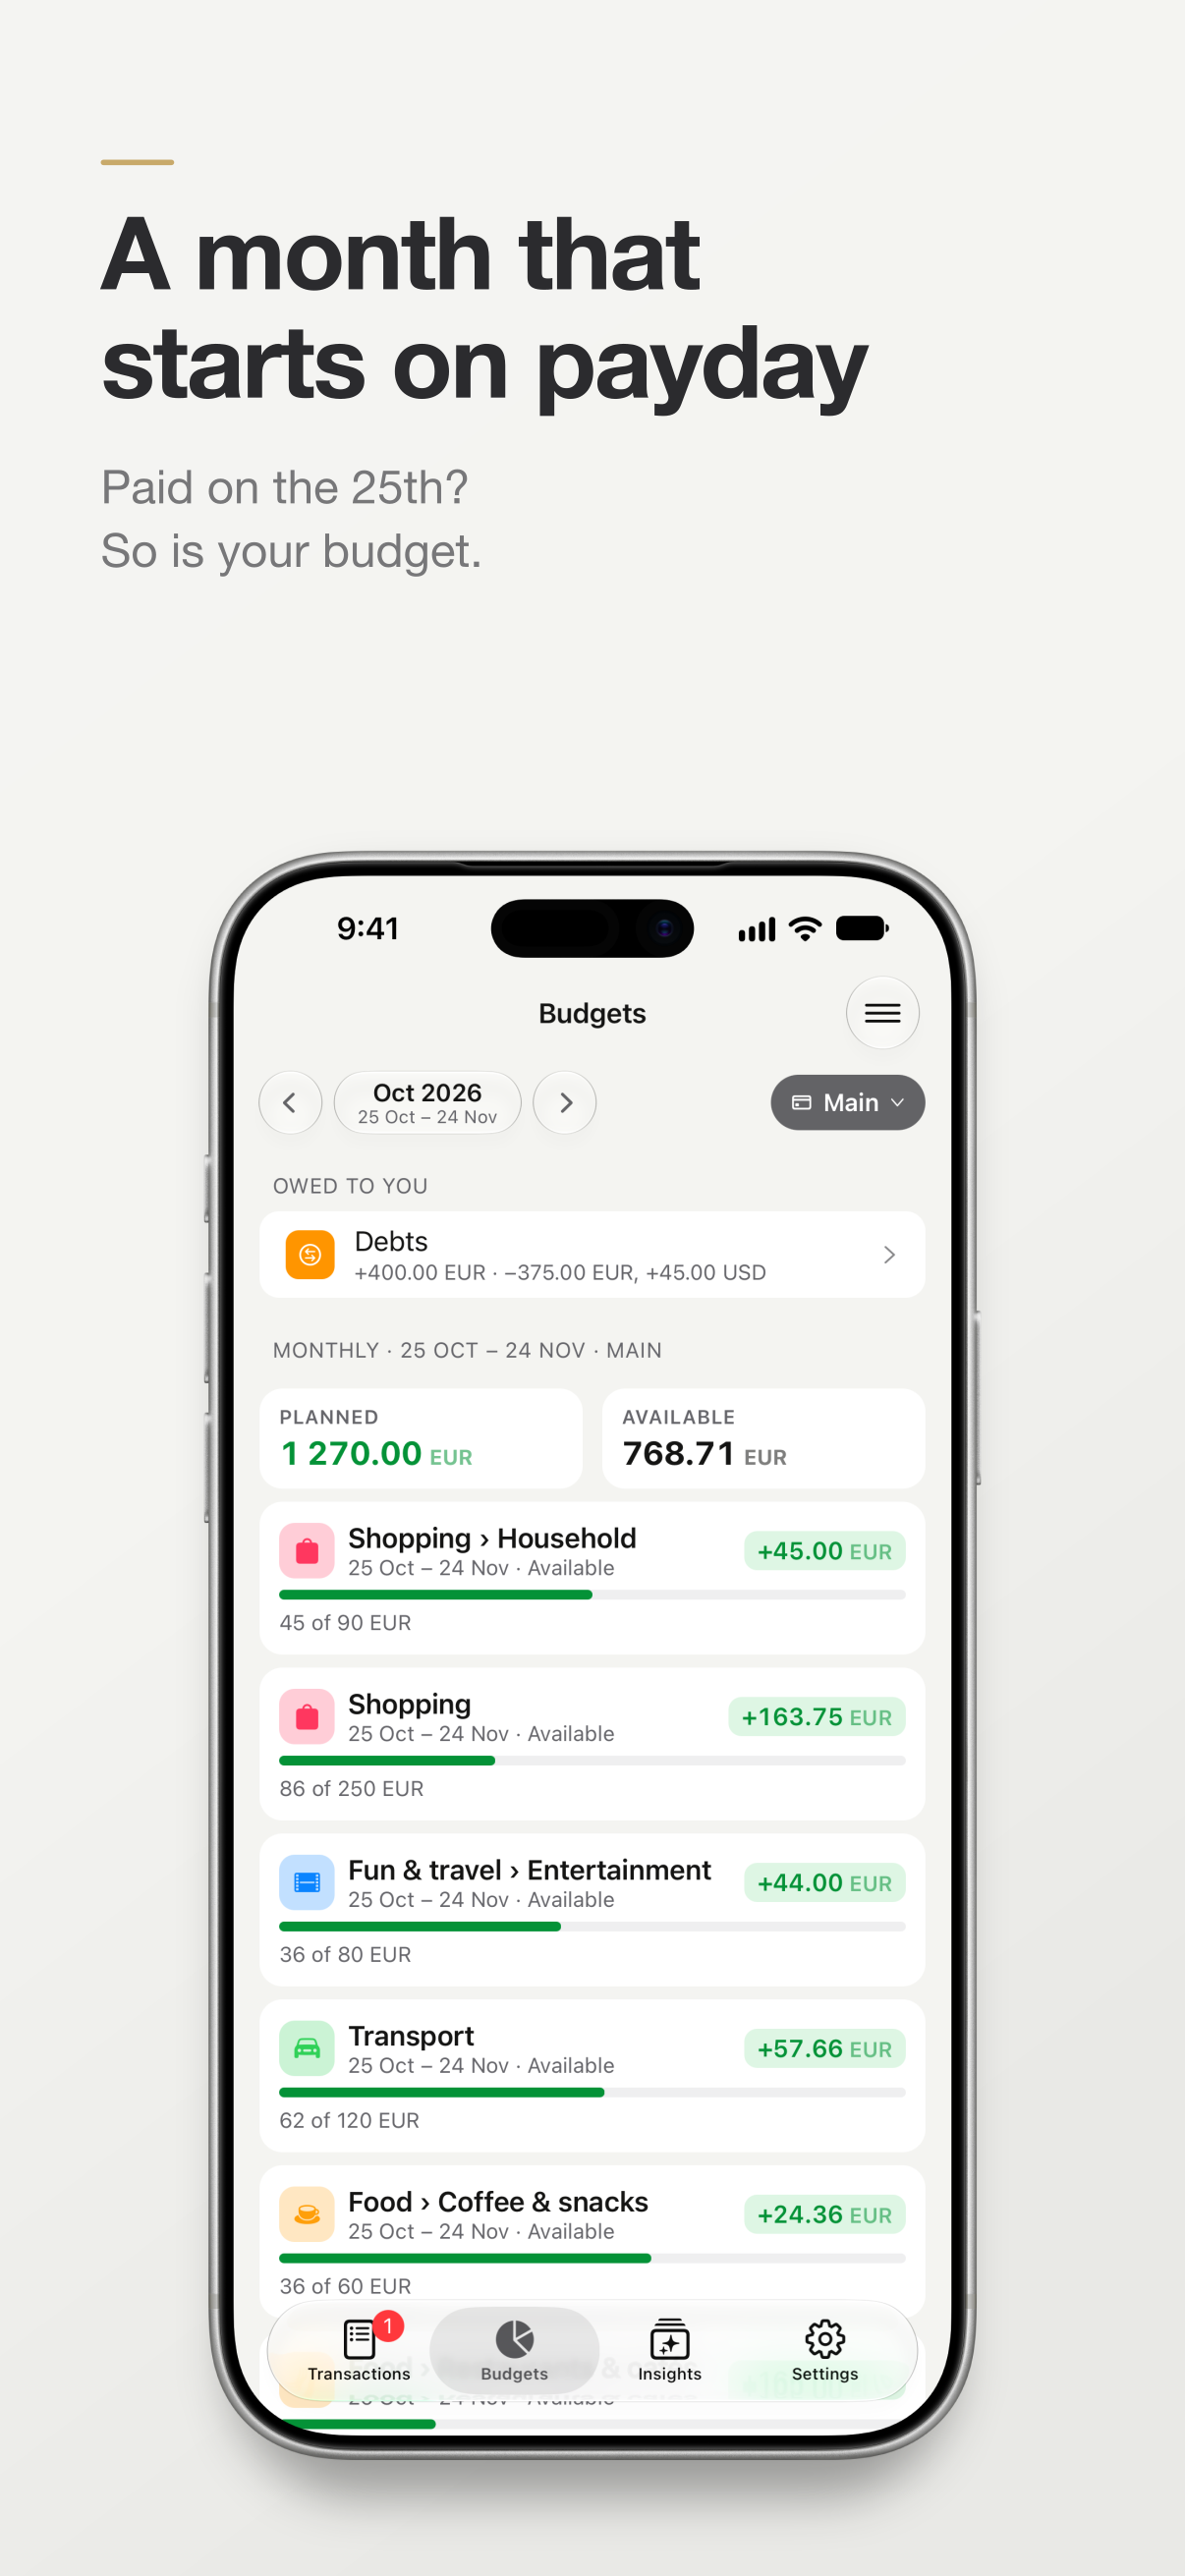 A month that
starts on payday
Paid on the 25th?
So is your budget.
9:41
Budgets
Oct 2026
25 Oct – 24 Nov
Main
OWED TO YOU
Debts
+400.00 EUR · −375.00 EUR, +45.00 USD
MONTHLY · 25 OCT – 24 NOV · MAIN
PLANNED
1 270.00 EUR
AVAILABLE
768.71 EUR
Shopping › Household
25 Oct – 24 Nov · Available
+45.00 EUR
45 of 90 EUR
Shopping
25 Oct – 24 Nov · Available
+163.75 EUR
86 of 250 EUR
Fun & travel › Entertainment
25 Oct – 24 Nov · Available
+44.00 EUR
36 of 80 EUR
Transport
25 Oct – 24 Nov · Available
+57.66 EUR
62 of 120 EUR
Food › Coffee & snacks
25 Oct – 24 Nov · Available
+24.36 EUR
36 of 60 EUR
1
Transactions
Budgets
Insights
Settings